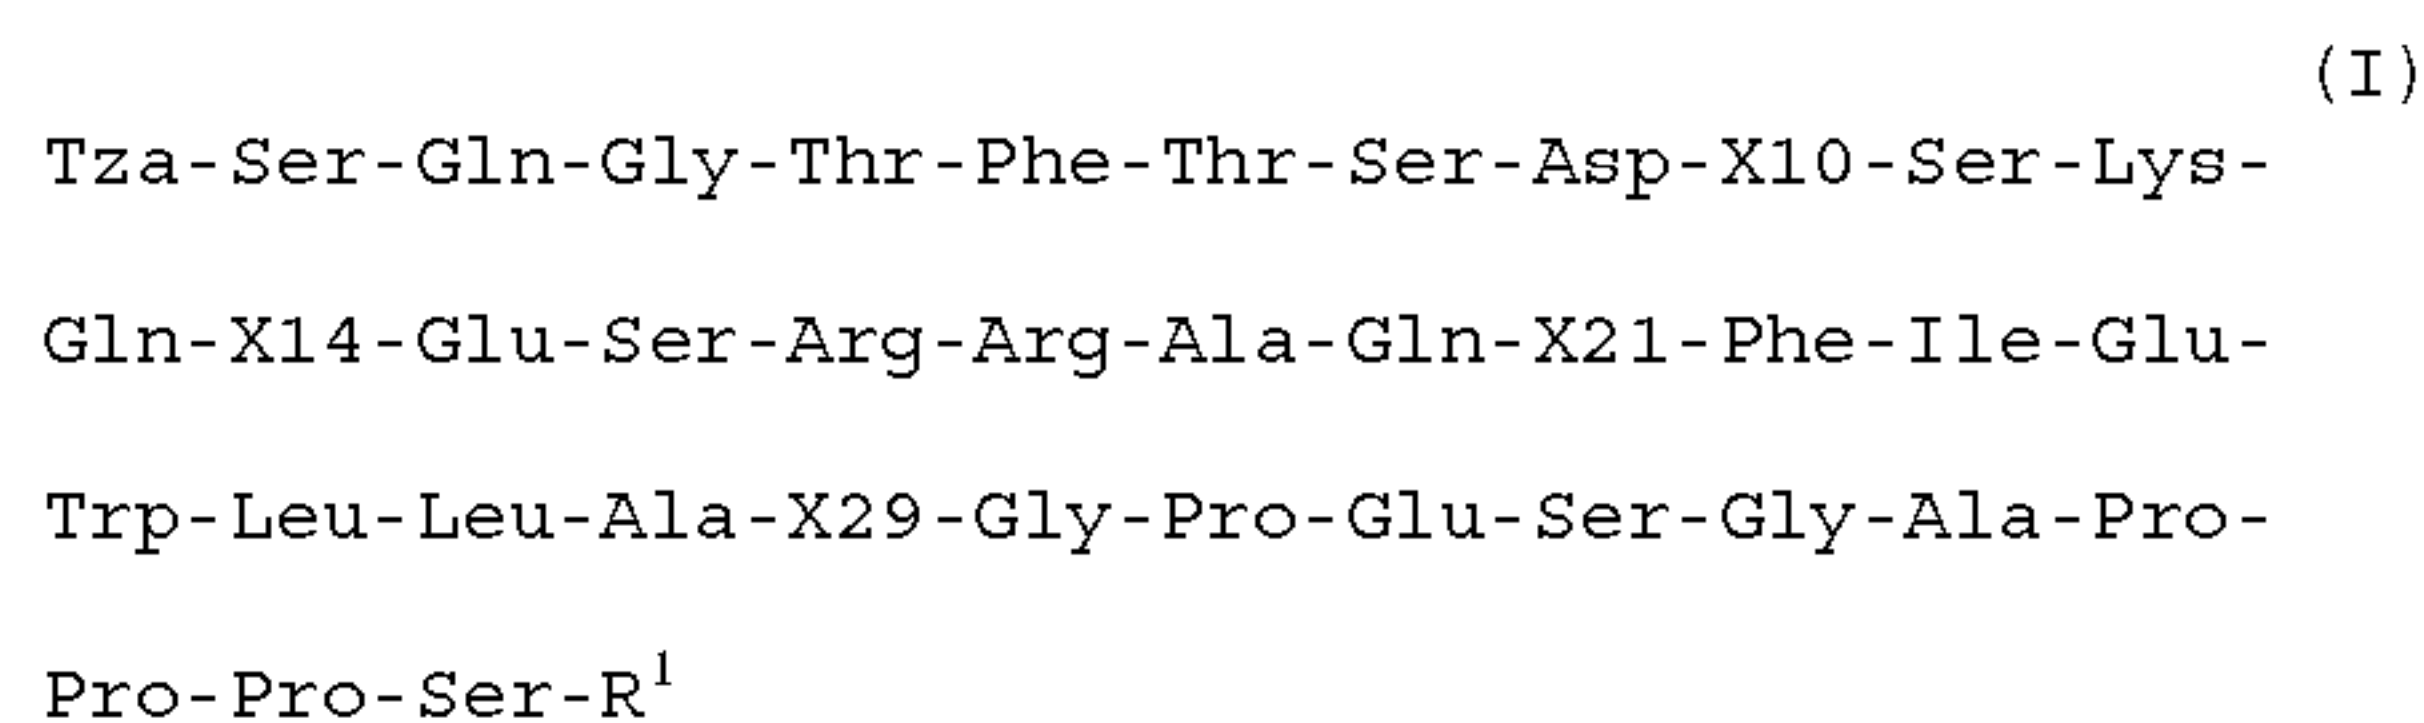 (I)
Tza-Ser-Gln-Gly-Thr-Phe-Thr-Ser-Asp-X10-Ser-Lys-
Gln-X14-Glu-Ser-Arg-Arg-Ala-Gln-X21-Phe-Ile-Glu-
Trp-Leu-Leu-Ala-X29-Gly-Pro-Glu-Ser-Gly-Ala-Pro-
Pro-Pro-Ser-R¹